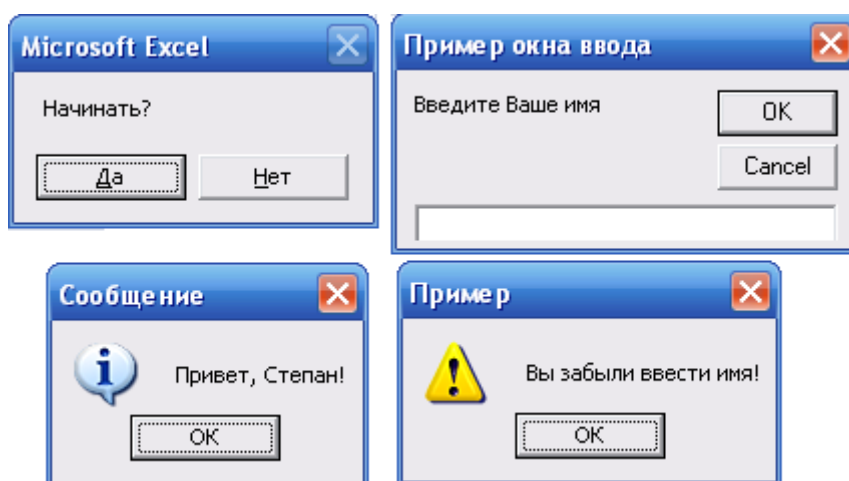 Microsoft Excel
Начинать?
Да
Нет
Пример окна ввода
Введите Ваше имя
OK
Cancel
Сообщение
Привет, Степан!
OK
Пример
Вы забыли ввести имя!
OK